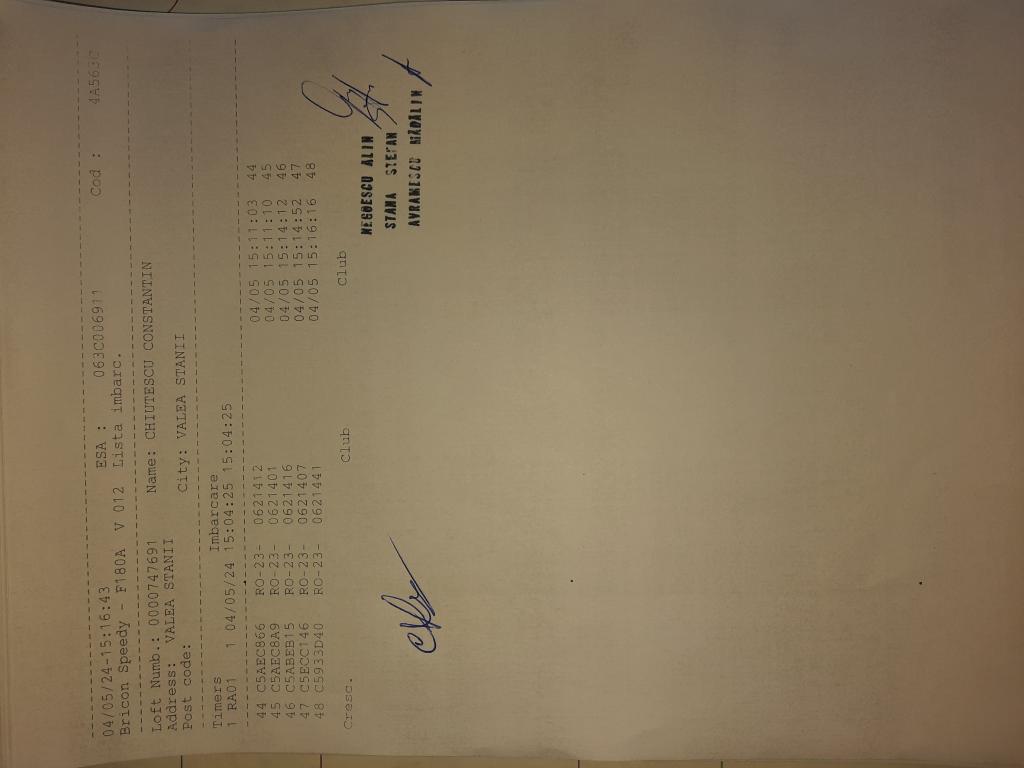 04/05/24-15:16:43 ESA : 063C006911 Cod : 4A563C
Bricon Speedy - F180A V 012 Lista imbarc.
Loft Numb.: 0000747691 Name: CHIUTESCU CONSTANTIN
Address: VALEA STANII
Post code: City: VALEA STANII
Timers Imbarcare
1 RA01 1 04/05/24 15:04:25 15:04:25
44 C5AEC866 RO-23- 0621412 04/05 15:11:03 44
45 C5AEC8A9 RO-23- 0621401 04/05 15:11:10 45
46 C5ABEB15 RO-23- 0621416 04/05 15:14:12 46
47 C5ECC146 RO-23- 0621407 04/05 15:14:52 47
48 C5933D40 RO-23- 0621441 04/05 15:16:16 48
Cresc. Club Club
NEGOESCU ALIN
STANA STEFAN
AVRAMESCU MADALIN